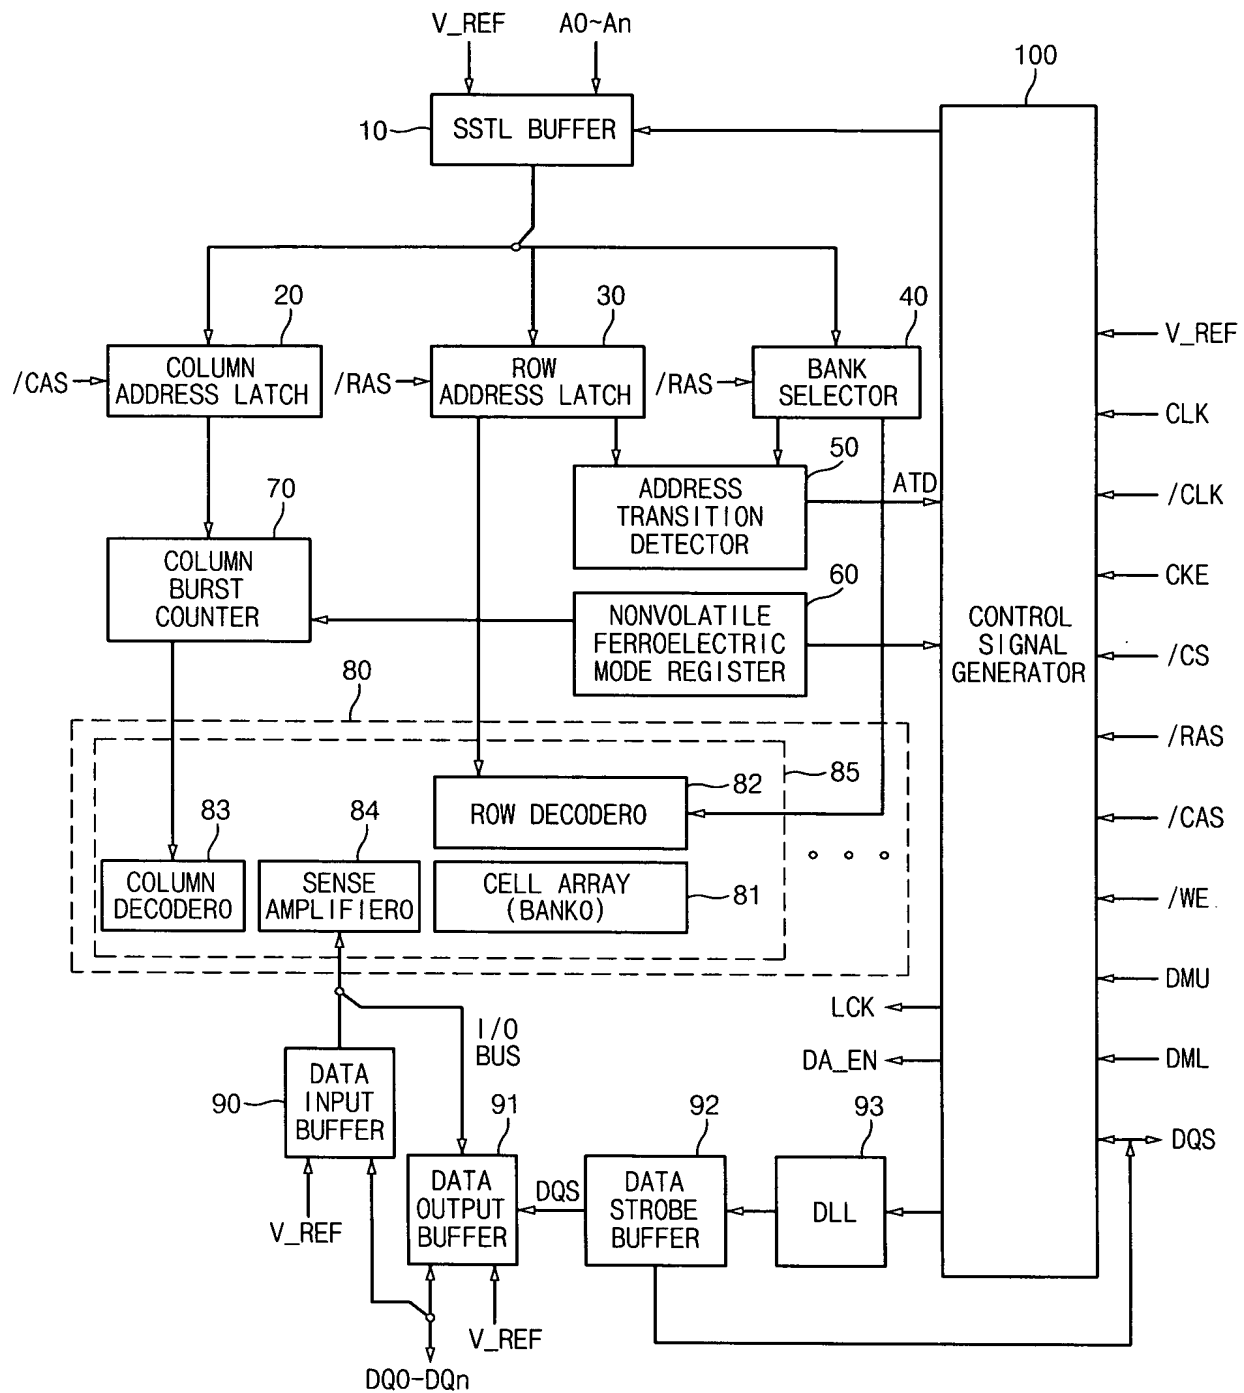 V_REF
A0~An
100
10
SSTL BUFFER
20
30
40
V_REF
/CAS
COLUMN
ADDRESS LATCH
/RAS
ROW
ADDRESS LATCH
/RAS
BANK
SELECTOR
CLK
50
ATD
/CLK
70
ADDRESS
TRANSITION
DETECTOR
COLUMN
BURST
COUNTER
CKE
60
NONVOLATILE
FERROELECTRIC
MODE REGISTER
CONTROL
SIGNAL
GENERATOR
/CS
80
/RAS
82
85
ROW DECODER0
83
84
/CAS
COLUMN
DECODER0
SENSE
AMPLIFIER0
CELL ARRAY
(BANK0)
81
/WE
DMU
LCK
I/O
BUS
DA_EN
DML
90
DATA
INPUT
BUFFER
91
92
93
DQS
DATA
OUTPUT
BUFFER
DQS
DATA
STROBE
BUFFER
DLL
V_REF
V_REF
DQ0-DQn